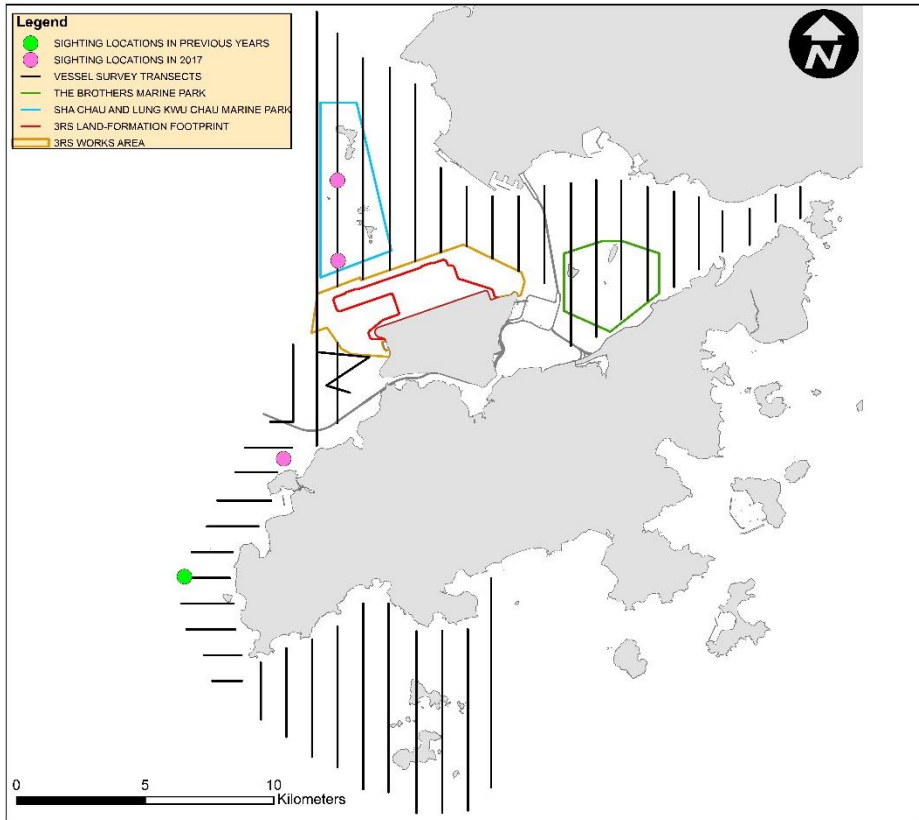 Legend
SIGHTING LOCATIONS IN PREVIOUS YEARS
SIGHTING LOCATIONS IN 2017
VESSEL SURVEY TRANSECTS
THE BROTHERS MARINE PARK
SHA CHAU AND LUNG KWU CHAU MARINE PARK
3RS LAND-FORMATION FOOTPRINT
3RS WORKS AREA
N
0 5 10
Kilometers